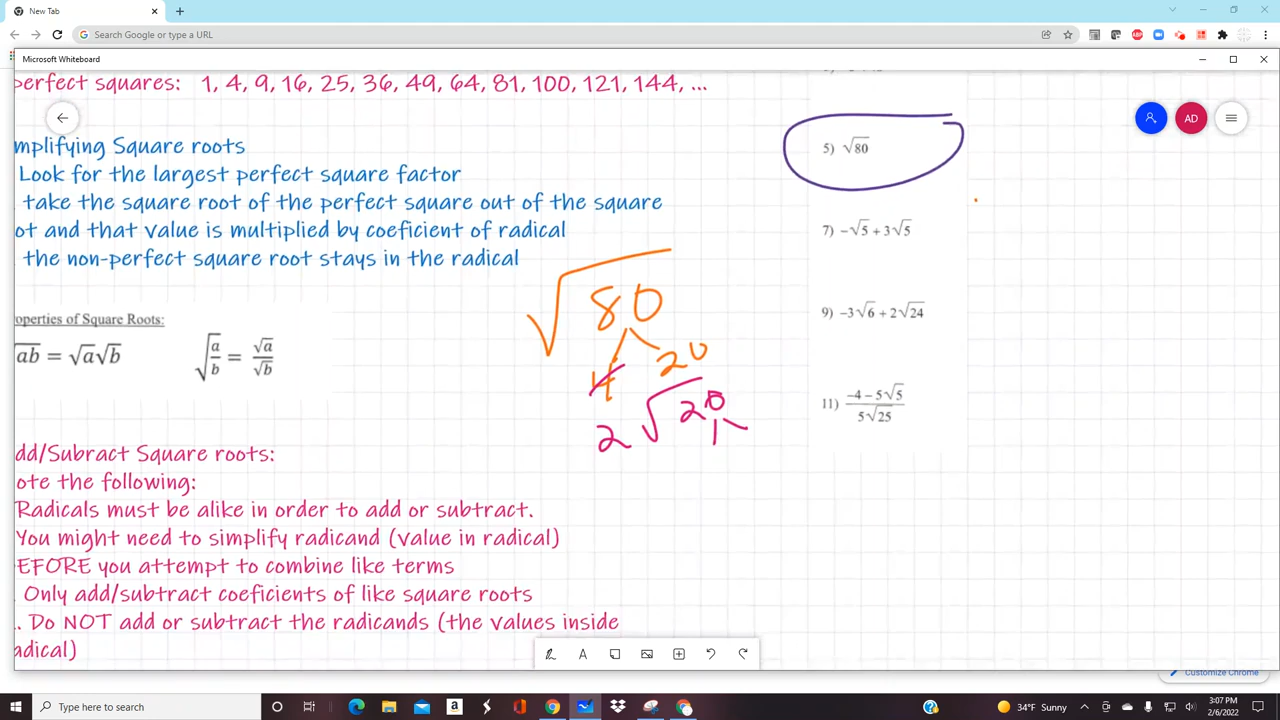 New Tab
Search Google or type a URL
Microsoft Whiteboard
perfect squares: 1, 4, 9, 16, 25, 36, 49, 64, 81, 100, 121, 144, ...
AD
mplifying Square roots
Look for the largest perfect square factor
take the square root of the perfect square out of the square
ot and that value is multiplied by coeficient of radical
the non-perfect square root stays in the radical
operties of Square Roots:
ab = √a√b
√(a/b) = √a/√b
dd/Subract Square roots:
ote the following:
Radicals must be alike in order to add or subtract.
You might need to simplify radicand (value in radical)
EFORE you attempt to combine like terms
Only add/subtract coeficients of like square roots
.. Do NOT add or subtract the radicands (the values inside
adical)
√80
4 20
2√20
5) √80
7) -√5 + 3√5
9) -3√6 + 2√24
11) (-4 - 5√5)/(5√25)
Customize Chrome
Type here to search
34°F Sunny
3:07 PM
2/6/2022